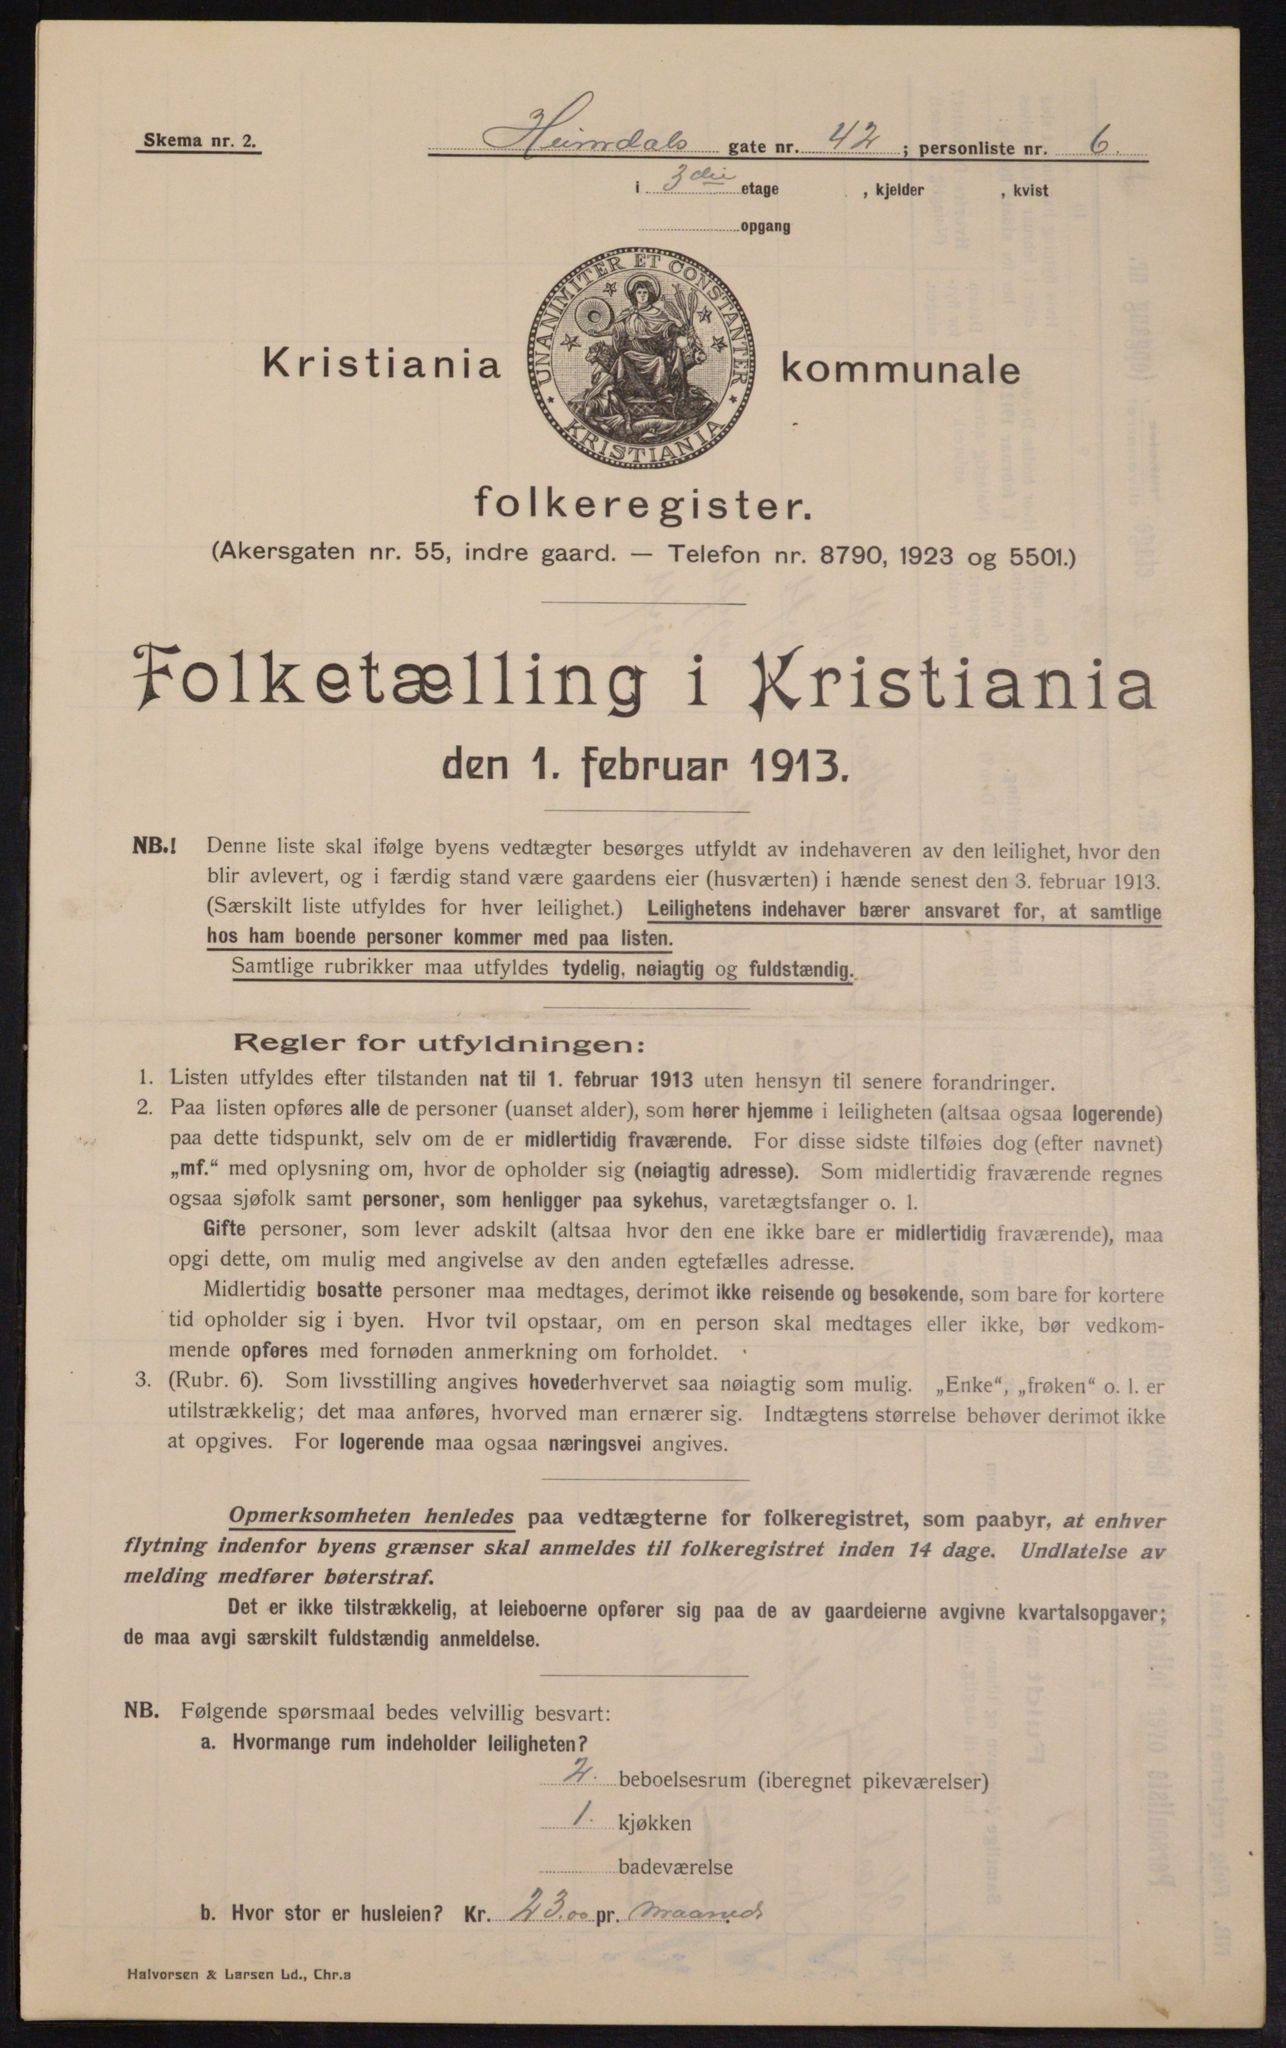 Skema nr. 2.
Heimdals gate nr. 42 ; personliste nr. 6.
i 3die etage , kjelder , kvist
opgang
UNANIMITER ET CONSTANTER
KRISTIANIA
Kristiania kommunale
folkeregister.
(Akersgaten nr. 55, indre gaard. — Telefon nr. 8790, 1923 og 5501.)
Folketælling i Kristiania
den 1. februar 1913.
NB.! Denne liste skal ifølge byens vedtægter besørges utfyldt av indehaveren av den leilighet, hvor den
blir avlevert, og i færdig stand være gaardens eier (husværten) i hænde senest den 3. februar 1913.
(Særskilt liste utfyldes for hver leilighet.) Leilighetens indehaver bærer ansvaret for, at samtlige
hos ham boende personer kommer med paa listen.
Samtlige rubrikker maa utfyldes tydelig, nøiagtig og fuldstændig.
Regler for utfyldningen:
1. Listen utfyldes efter tilstanden nat til 1. februar 1913 uten hensyn til senere forandringer.
2. Paa listen opføres alle de personer (uanset alder), som hører hjemme i leiligheten (altsaa ogsaa logerende)
paa dette tidspunkt, selv om de er midlertidig fraværende. For disse sidste tilføies dog (efter navnet)
„mf.“ med oplysning om, hvor de opholder sig (nøiagtig adresse). Som midlertidig fraværende regnes
ogsaa sjøfolk samt personer, som henligger paa sykehus, varetægtsfanger o. l.
Gifte personer, som lever adskilt (altsaa hvor den ene ikke bare er midlertidig fraværende), maa
opgi dette, om mulig med angivelse av den anden egtefælles adresse.
Midlertidig bosatte personer maa medtages, derimot ikke reisende og besøkende, som bare for kortere
tid opholder sig i byen. Hvor tvil opstaar, om en person skal medtages eller ikke, bør vedkom-
mende opføres med fornøden anmerkning om forholdet.
3. (Rubr. 6). Som livsstilling angives hovederhvervet saa nøiagtig som mulig. „Enke“, „frøken“ o. l. er
utilstrækkelig; det maa anføres, hvorved man ernærer sig. Indtægtens størrelse behøver derimot ikke
at opgives. For logerende maa ogsaa næringsvei angives.
Opmerksomheten henledes paa vedtægterne for folkeregistret, som paabyr, at enhver
flytning indenfor byens grænser skal anmeldes til folkeregistret inden 14 dage. Undlatelse av
melding medfører bøterstraf.
Det er ikke tilstrækkelig, at leieboerne opfører sig paa de av gaardeierne avgivne kvartalsopgaver;
de maa avgi særskilt fuldstændig anmeldelse.
NB. Følgende spørsmaal bedes velvillig besvart:
a. Hvormange rum indeholder leiligheten?
2. beboelsesrum (iberegnet pikeværelser)
1. kjøkken
badeværelse
b. Hvor stor er husleien? Kr. 23.00 pr. Maaned
Halvorsen & Larsen Ld., Chr.a